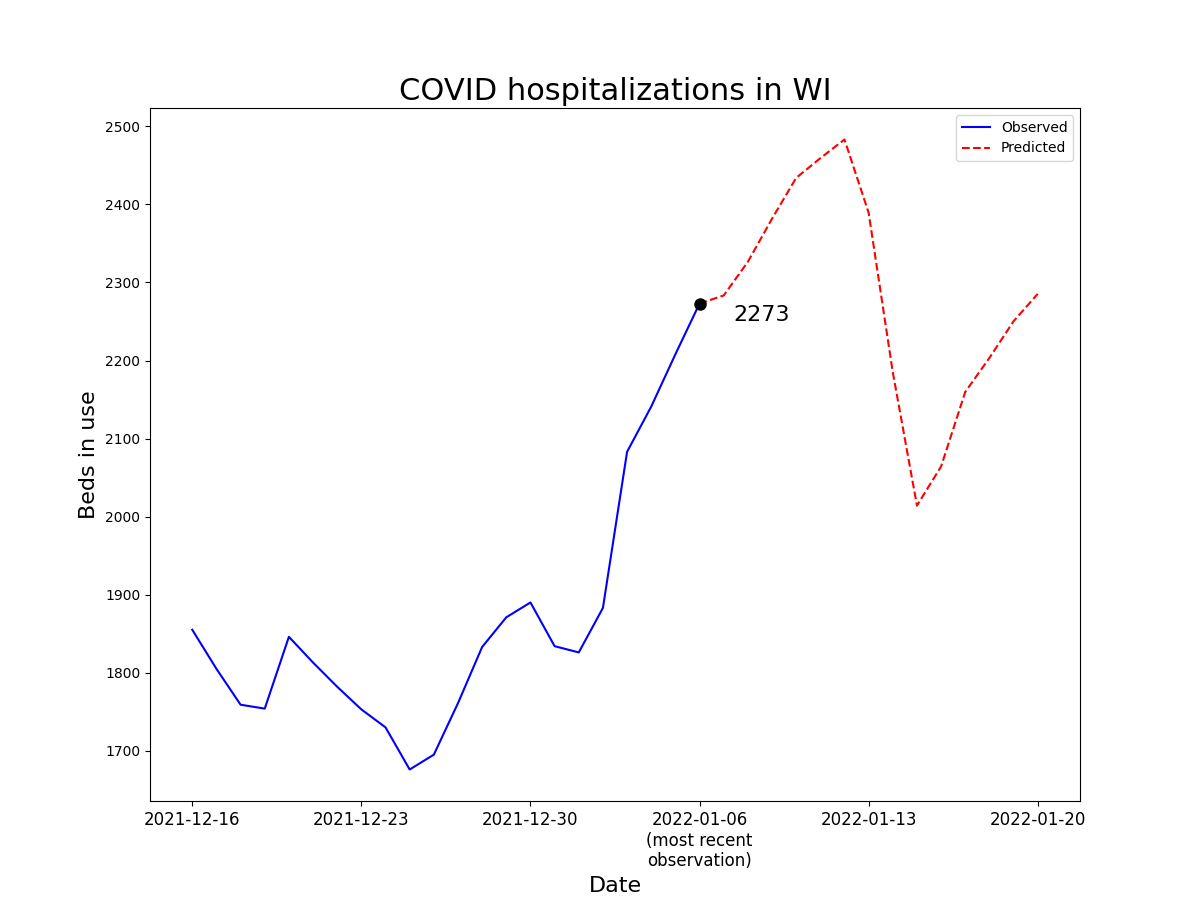 COVID hospitalizations in WI
Observed
Predicted
2500
2400
2300
2200
2100
2000
1900
1800
1700
Beds in use
2273
2021-12-16
2021-12-23
2021-12-30
2022-01-06
(most recent
observation)
2022-01-13
2022-01-20
Date